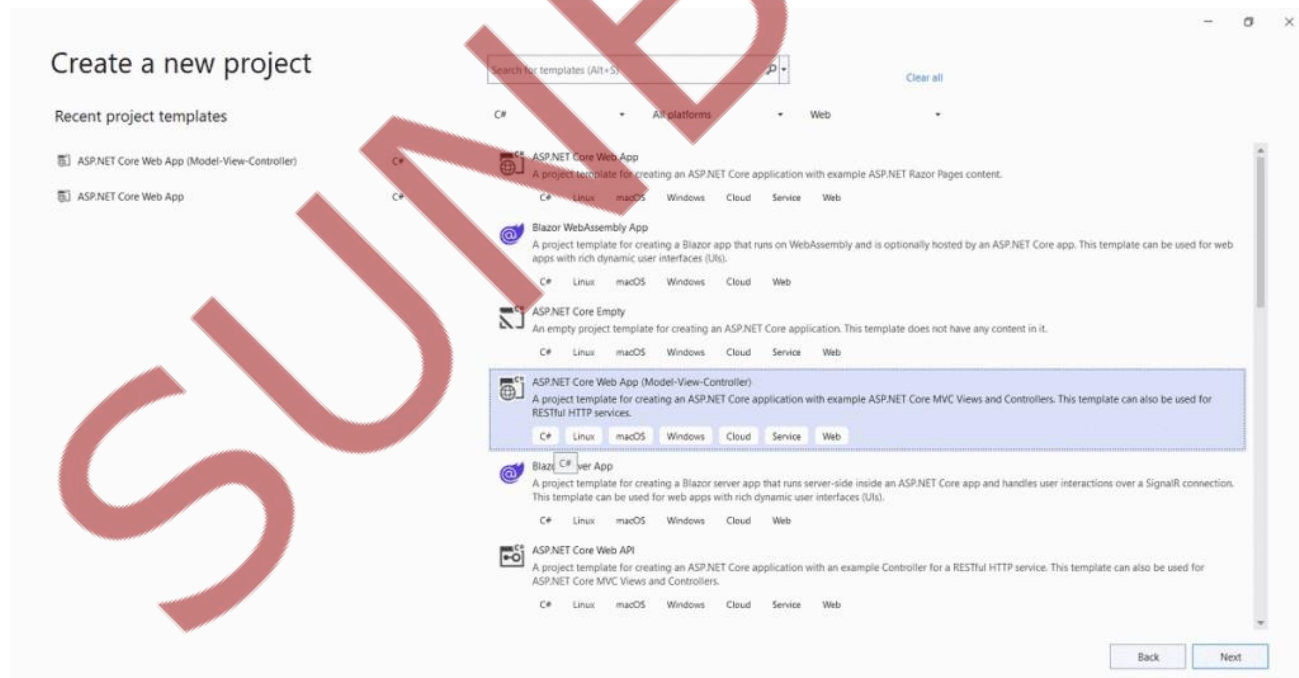 Create a new project
Search for templates (Alt+S)
Clear all
Recent project templates
C# All platforms Web
ASP.NET Core Web App (Model-View-Controller) C#
ASP.NET Core Web App C#
ASP.NET Core Web App
A project template for creating an ASP.NET Core application with example ASP.NET Razor Pages content.
C# Linux macOS Windows Cloud Service Web
Blazor WebAssembly App
A project template for creating a Blazor app that runs on WebAssembly and is optionally hosted by an ASP.NET Core app. This template can be used for web
apps with rich dynamic user interfaces (UIs).
C# Linux macOS Windows Cloud Web
ASP.NET Core Empty
An empty project template for creating an ASP.NET Core application. This template does not have any content in it.
C# Linux macOS Windows Cloud Service Web
ASP.NET Core Web App (Model-View-Controller)
A project template for creating an ASP.NET Core application with example ASP.NET Core MVC Views and Controllers. This template can also be used for
RESTful HTTP services.
C# Linux macOS Windows Cloud Service Web
C#
Blaz ver App
A project template for creating a Blazor server app that runs server-side inside an ASP.NET Core app and handles user interactions over a SignalR connection.
This template can be used for web apps with rich dynamic user interfaces (UIs).
C# Linux macOS Windows Cloud Web
ASP.NET Core Web API
A project template for creating an ASP.NET Core application with an example Controller for a RESTful HTTP service. This template can also be used for
ASP.NET Core MVC Views and Controllers.
C# Linux macOS Windows Cloud Service Web
Back Next
SUNB